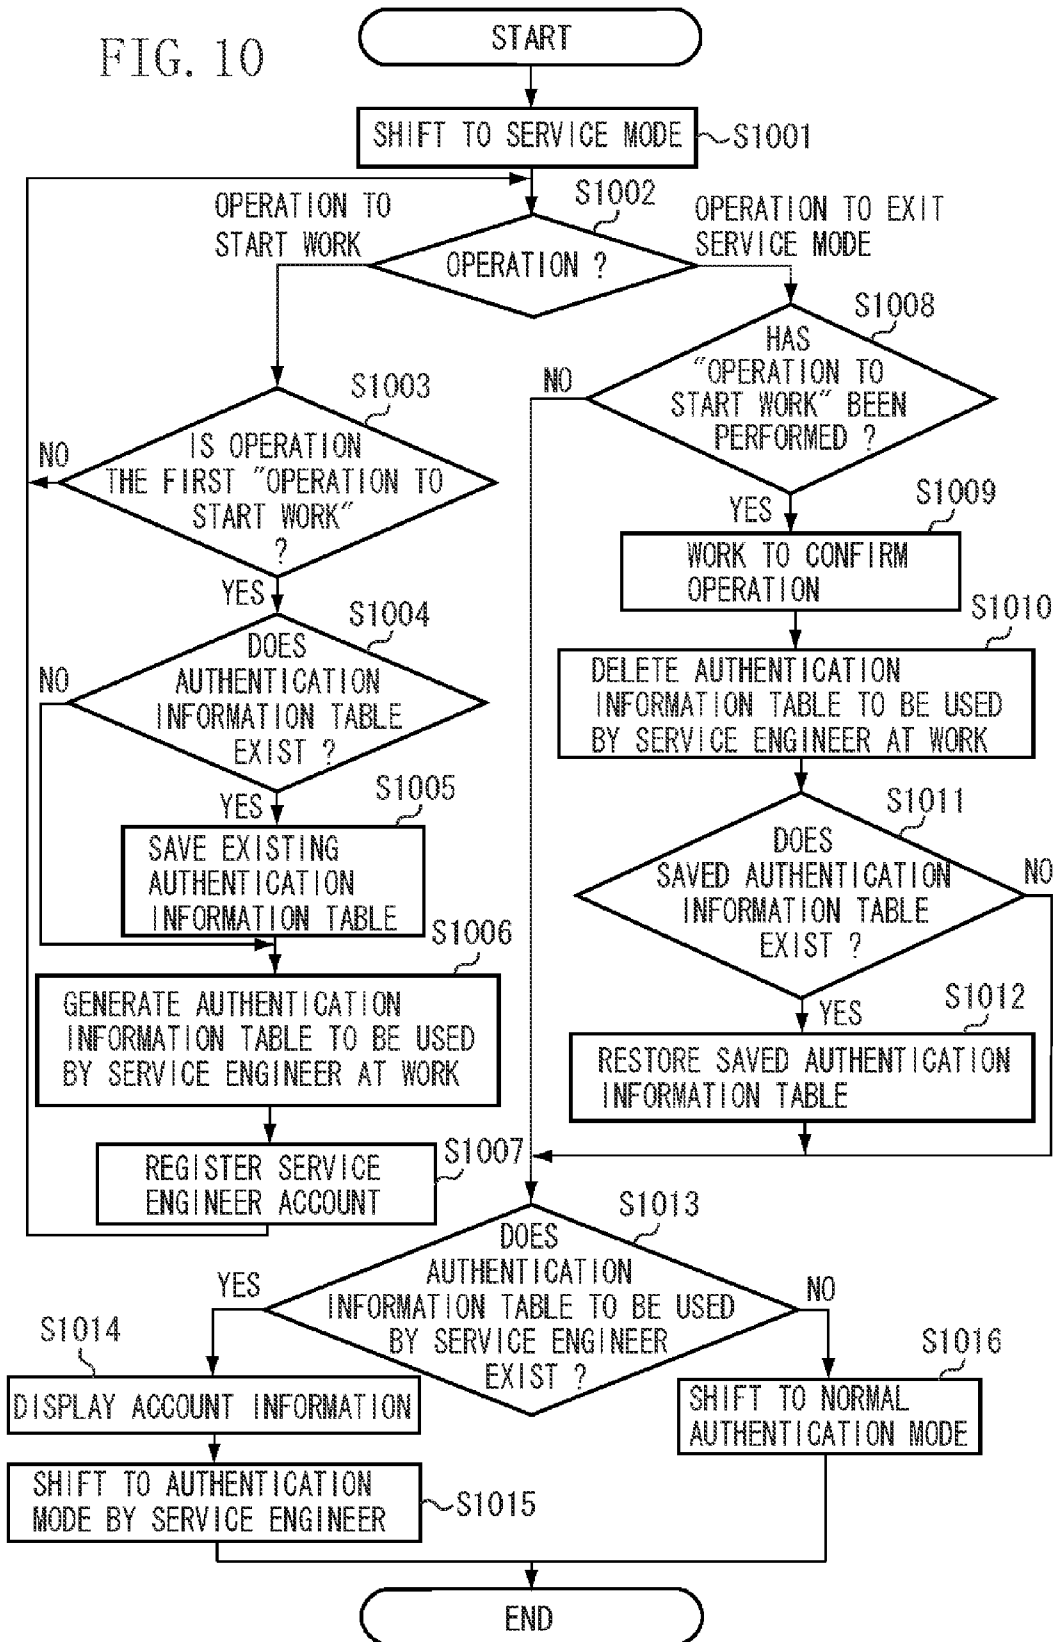 FIG. 10
START
SHIFT TO SERVICE MODE
S1001
OPERATION TO
START WORK
S1002
OPERATION ?
OPERATION TO EXIT
SERVICE MODE
S1003
IS OPERATION
THE FIRST "OPERATION TO
START WORK"
?
NO
YES
S1004
DOES
AUTHENTICATION
INFORMATION TABLE
EXIST ?
NO
YES
S1005
SAVE EXISTING
AUTHENTICATION
INFORMATION TABLE
S1006
GENERATE AUTHENTICATION
INFORMATION TABLE TO BE USED
BY SERVICE ENGINEER AT WORK
S1007
REGISTER SERVICE
ENGINEER ACCOUNT
S1008
HAS
"OPERATION TO
START WORK" BEEN
PERFORMED ?
NO
YES
S1009
WORK TO CONFIRM
OPERATION
S1010
DELETE AUTHENTICATION
INFORMATION TABLE TO BE USED
BY SERVICE ENGINEER AT WORK
S1011
DOES
SAVED AUTHENTICATION
INFORMATION TABLE
EXIST ?
NO
YES
S1012
RESTORE SAVED AUTHENTICATION
INFORMATION TABLE
S1013
DOES
AUTHENTICATION
INFORMATION TABLE TO BE USED
BY SERVICE ENGINEER
EXIST ?
YES
NO
S1014
DISPLAY ACCOUNT INFORMATION
SHIFT TO AUTHENTICATION
MODE BY SERVICE ENGINEER
S1015
S1016
SHIFT TO NORMAL
AUTHENTICATION MODE
END